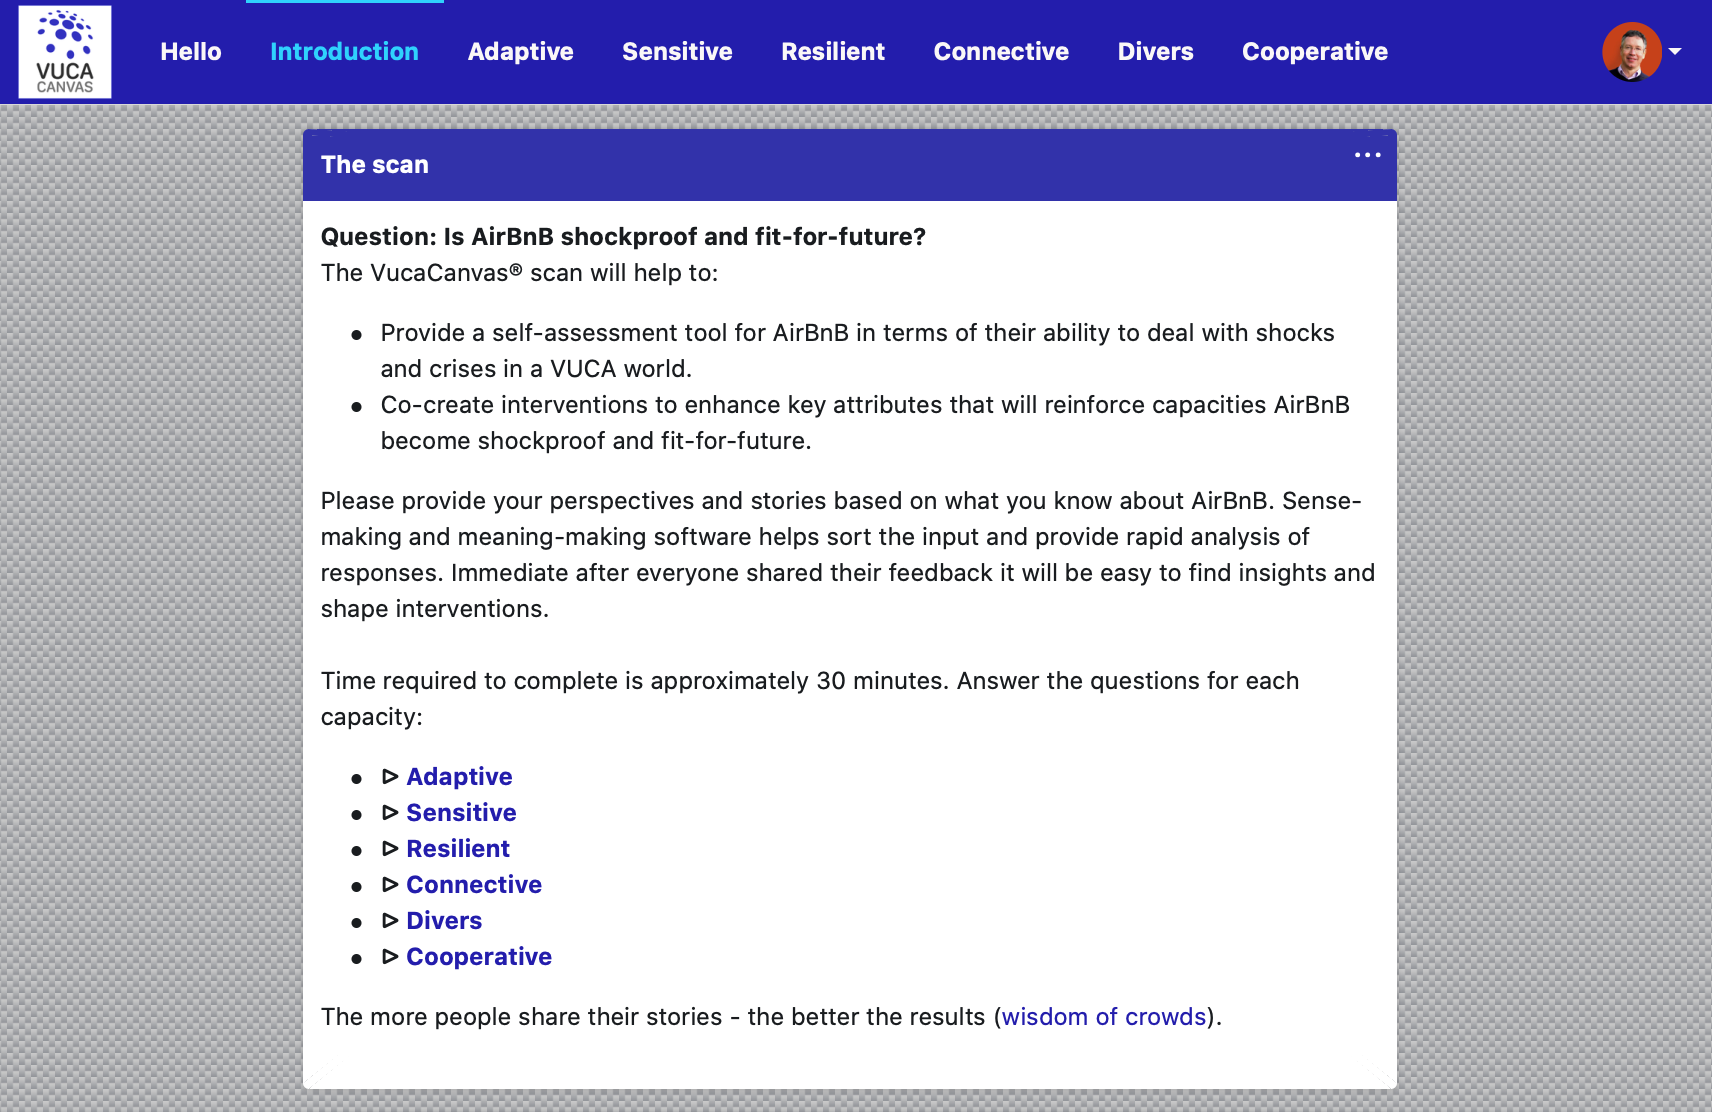 VUCA
CANVAS
Hello
Introduction
Adaptive
Sensitive
Resilient
Connective
Divers
Cooperative
The scan
Question: Is AirBnB shockproof and fit-for-future?
The VucaCanvas® scan will help to:
● Provide a self-assessment tool for AirBnB in terms of their ability to deal with shocks
and crises in a VUCA world.
● Co-create interventions to enhance key attributes that will reinforce capacities AirBnB
become shockproof and fit-for-future.
Please provide your perspectives and stories based on what you know about AirBnB. Sense-
making and meaning-making software helps sort the input and provide rapid analysis of
responses. Immediate after everyone shared their feedback it will be easy to find insights and
shape interventions.
Time required to complete is approximately 30 minutes. Answer the questions for each
capacity:
● ᐅ Adaptive
● ᐅ Sensitive
● ᐅ Resilient
● ᐅ Connective
● ᐅ Divers
● ᐅ Cooperative
The more people share their stories - the better the results (wisdom of crowds).